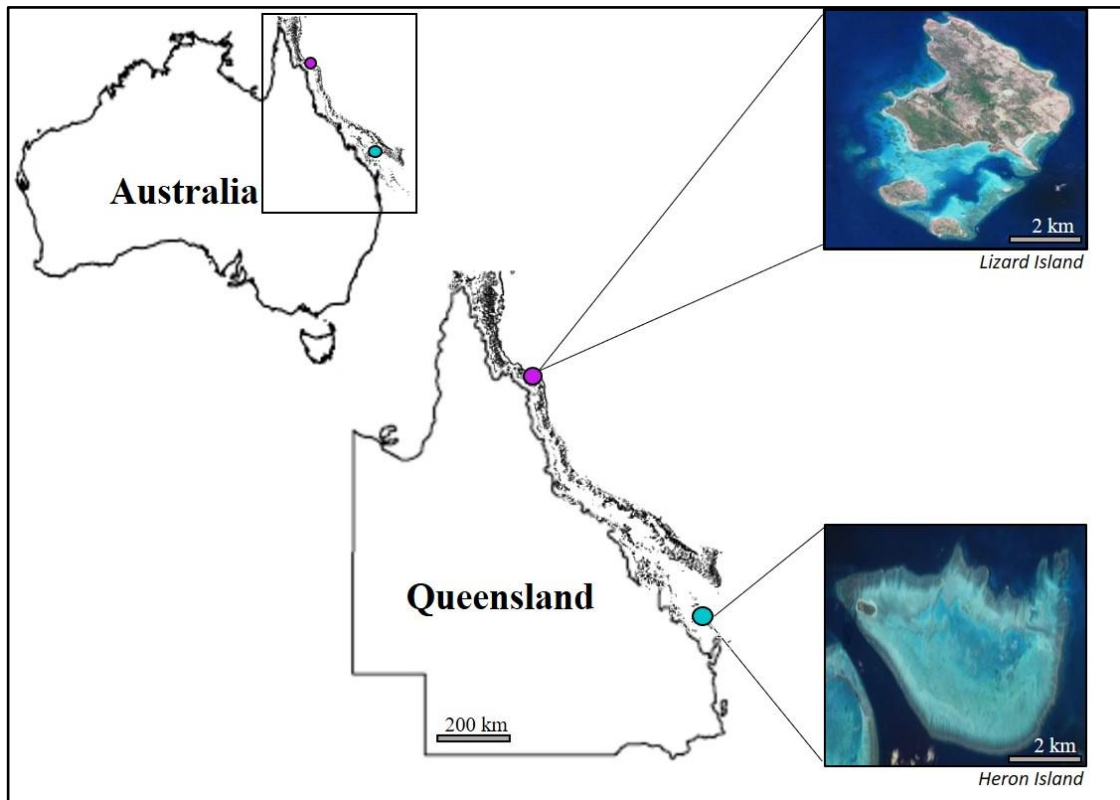 Australia
2 km
Lizard Island
Queensland
200 km
2 km
Heron Island